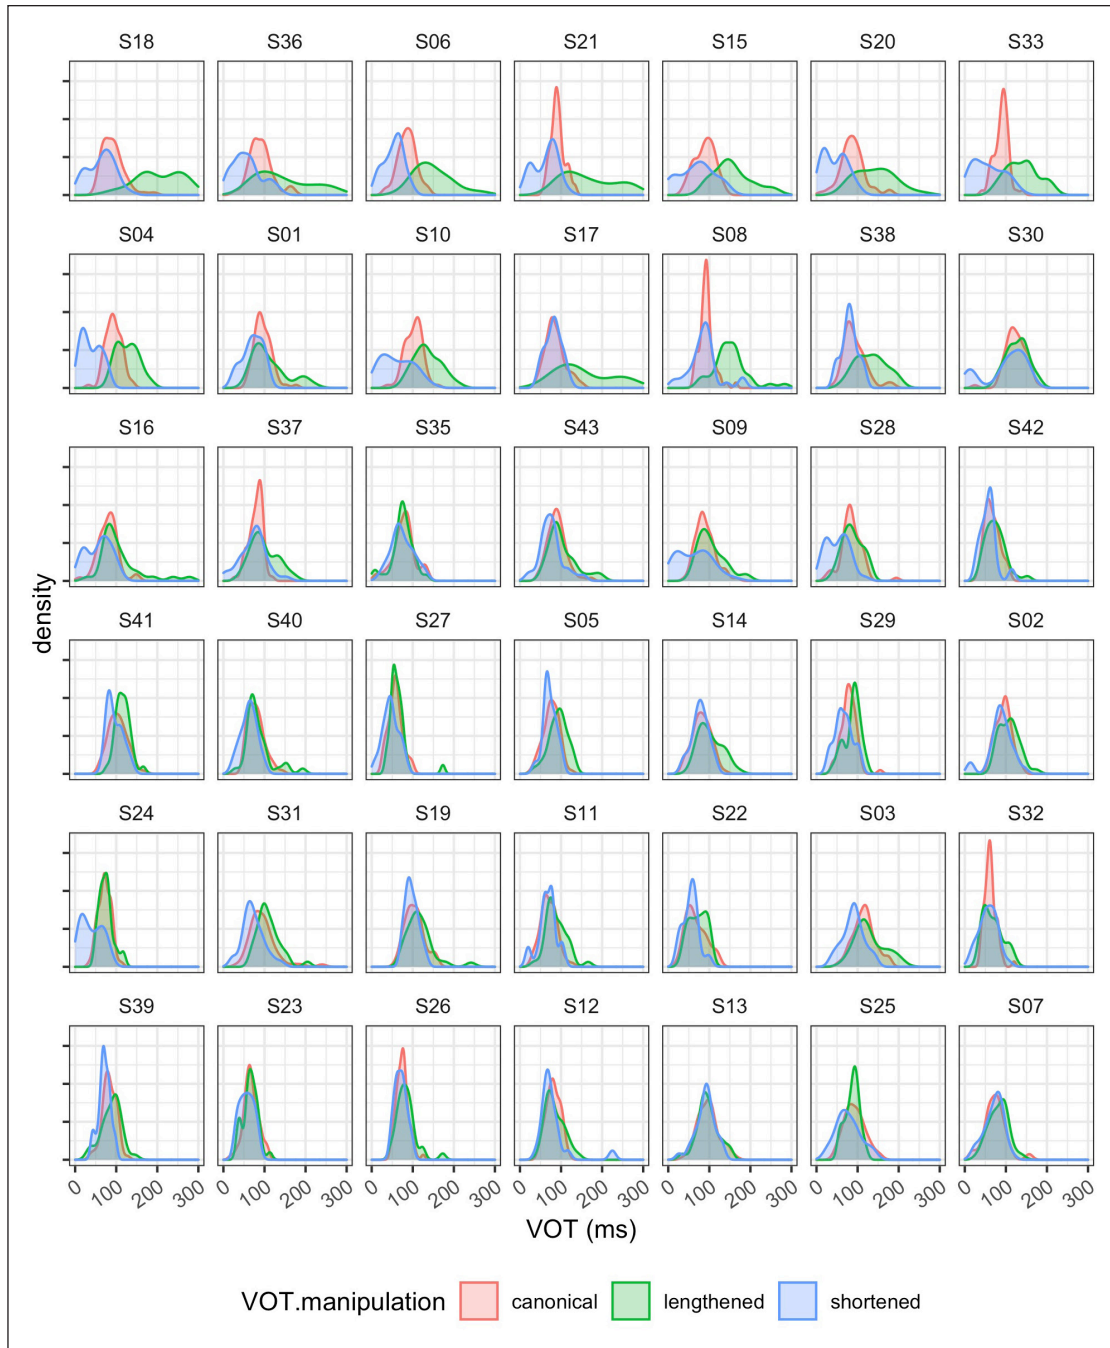 S18 S36 S06 S21 S15 S20 S33
S04 S01 S10 S17 S08 S38 S30
S16 S37 S35 S43 S09 S28 S42
S41 S40 S27 S05 S14 S29 S02
S24 S31 S19 S11 S22 S03 S32
S39 S23 S26 S12 S13 S25 S07
density
0 100 200 300 0 100 200 300 0 100 200 300 0 100 200 300 0 100 200 300 0 100 200 300 0 100 200 300
VOT (ms)
VOT.manipulation canonical lengthened shortened